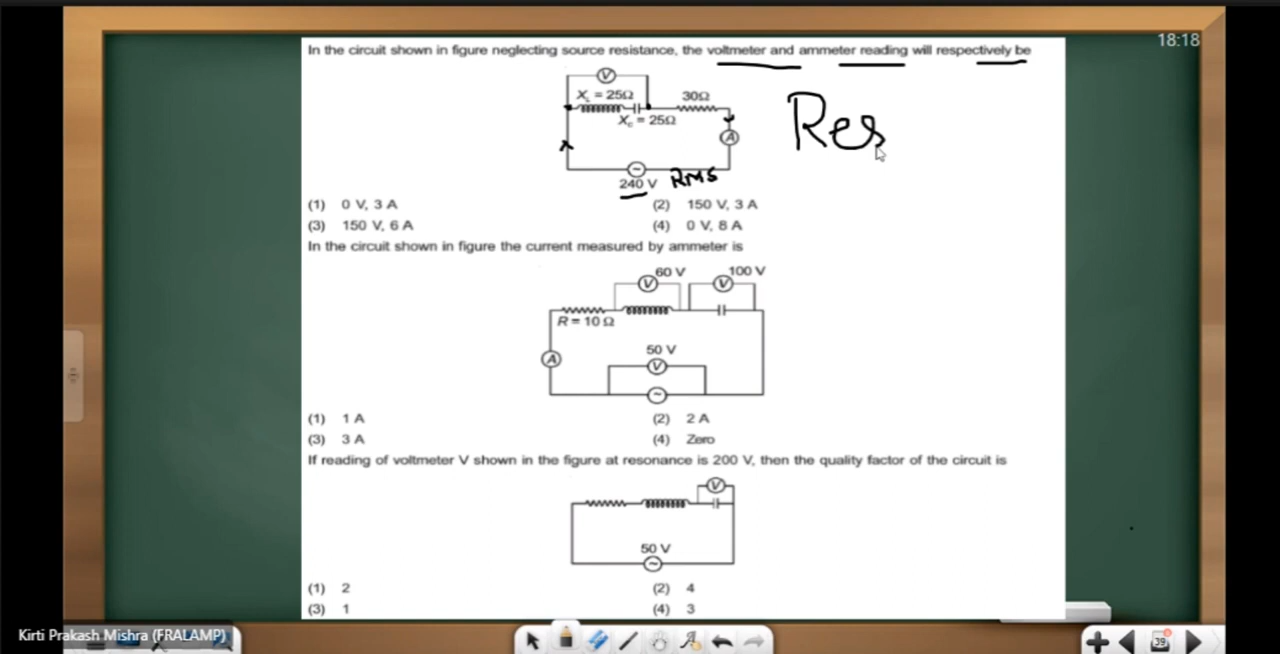 18:18
In the circuit shown in figure neglecting source resistance, the voltmeter and ammeter reading will respectively be
V
X = 25Ω 30Ω
X = 25Ω
A
Res
240 V RMS
(1) 0 V, 3 A (2) 150 V, 3 A
(3) 150 V, 6 A (4) 0 V, 8 A
In the circuit shown in figure the current measured by ammeter is
60 V 100 V
V V
R = 10 Ω
50 V
A V
(1) 1 A (2) 2 A
(3) 3 A (4) Zero
If reading of voltmeter V shown in the figure at resonance is 200 V, then the quality factor of the circuit is
V
50 V
(1) 2 (2) 4
(3) 1 (4) 3
Kirti Prakash Mishra (FRALAMP)
39